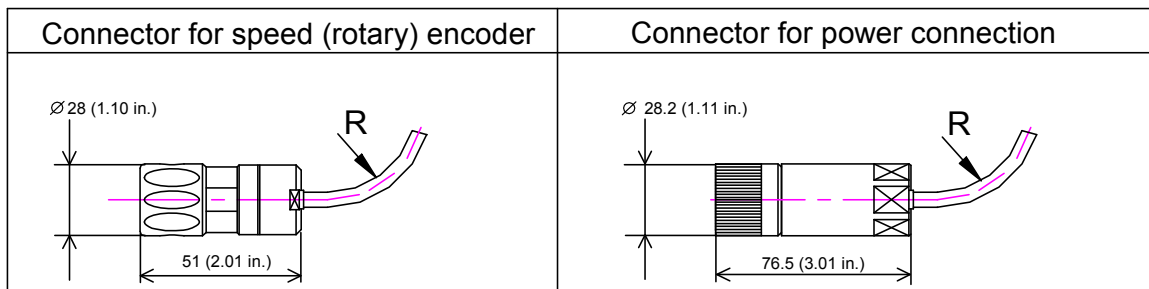 Connector for speed (rotary) encoder
Connector for power connection
⌀ 28 (1.10 in.)
R
51 (2.01 in.)
⌀ 28.2 (1.11 in.)
R
76.5 (3.01 in.)